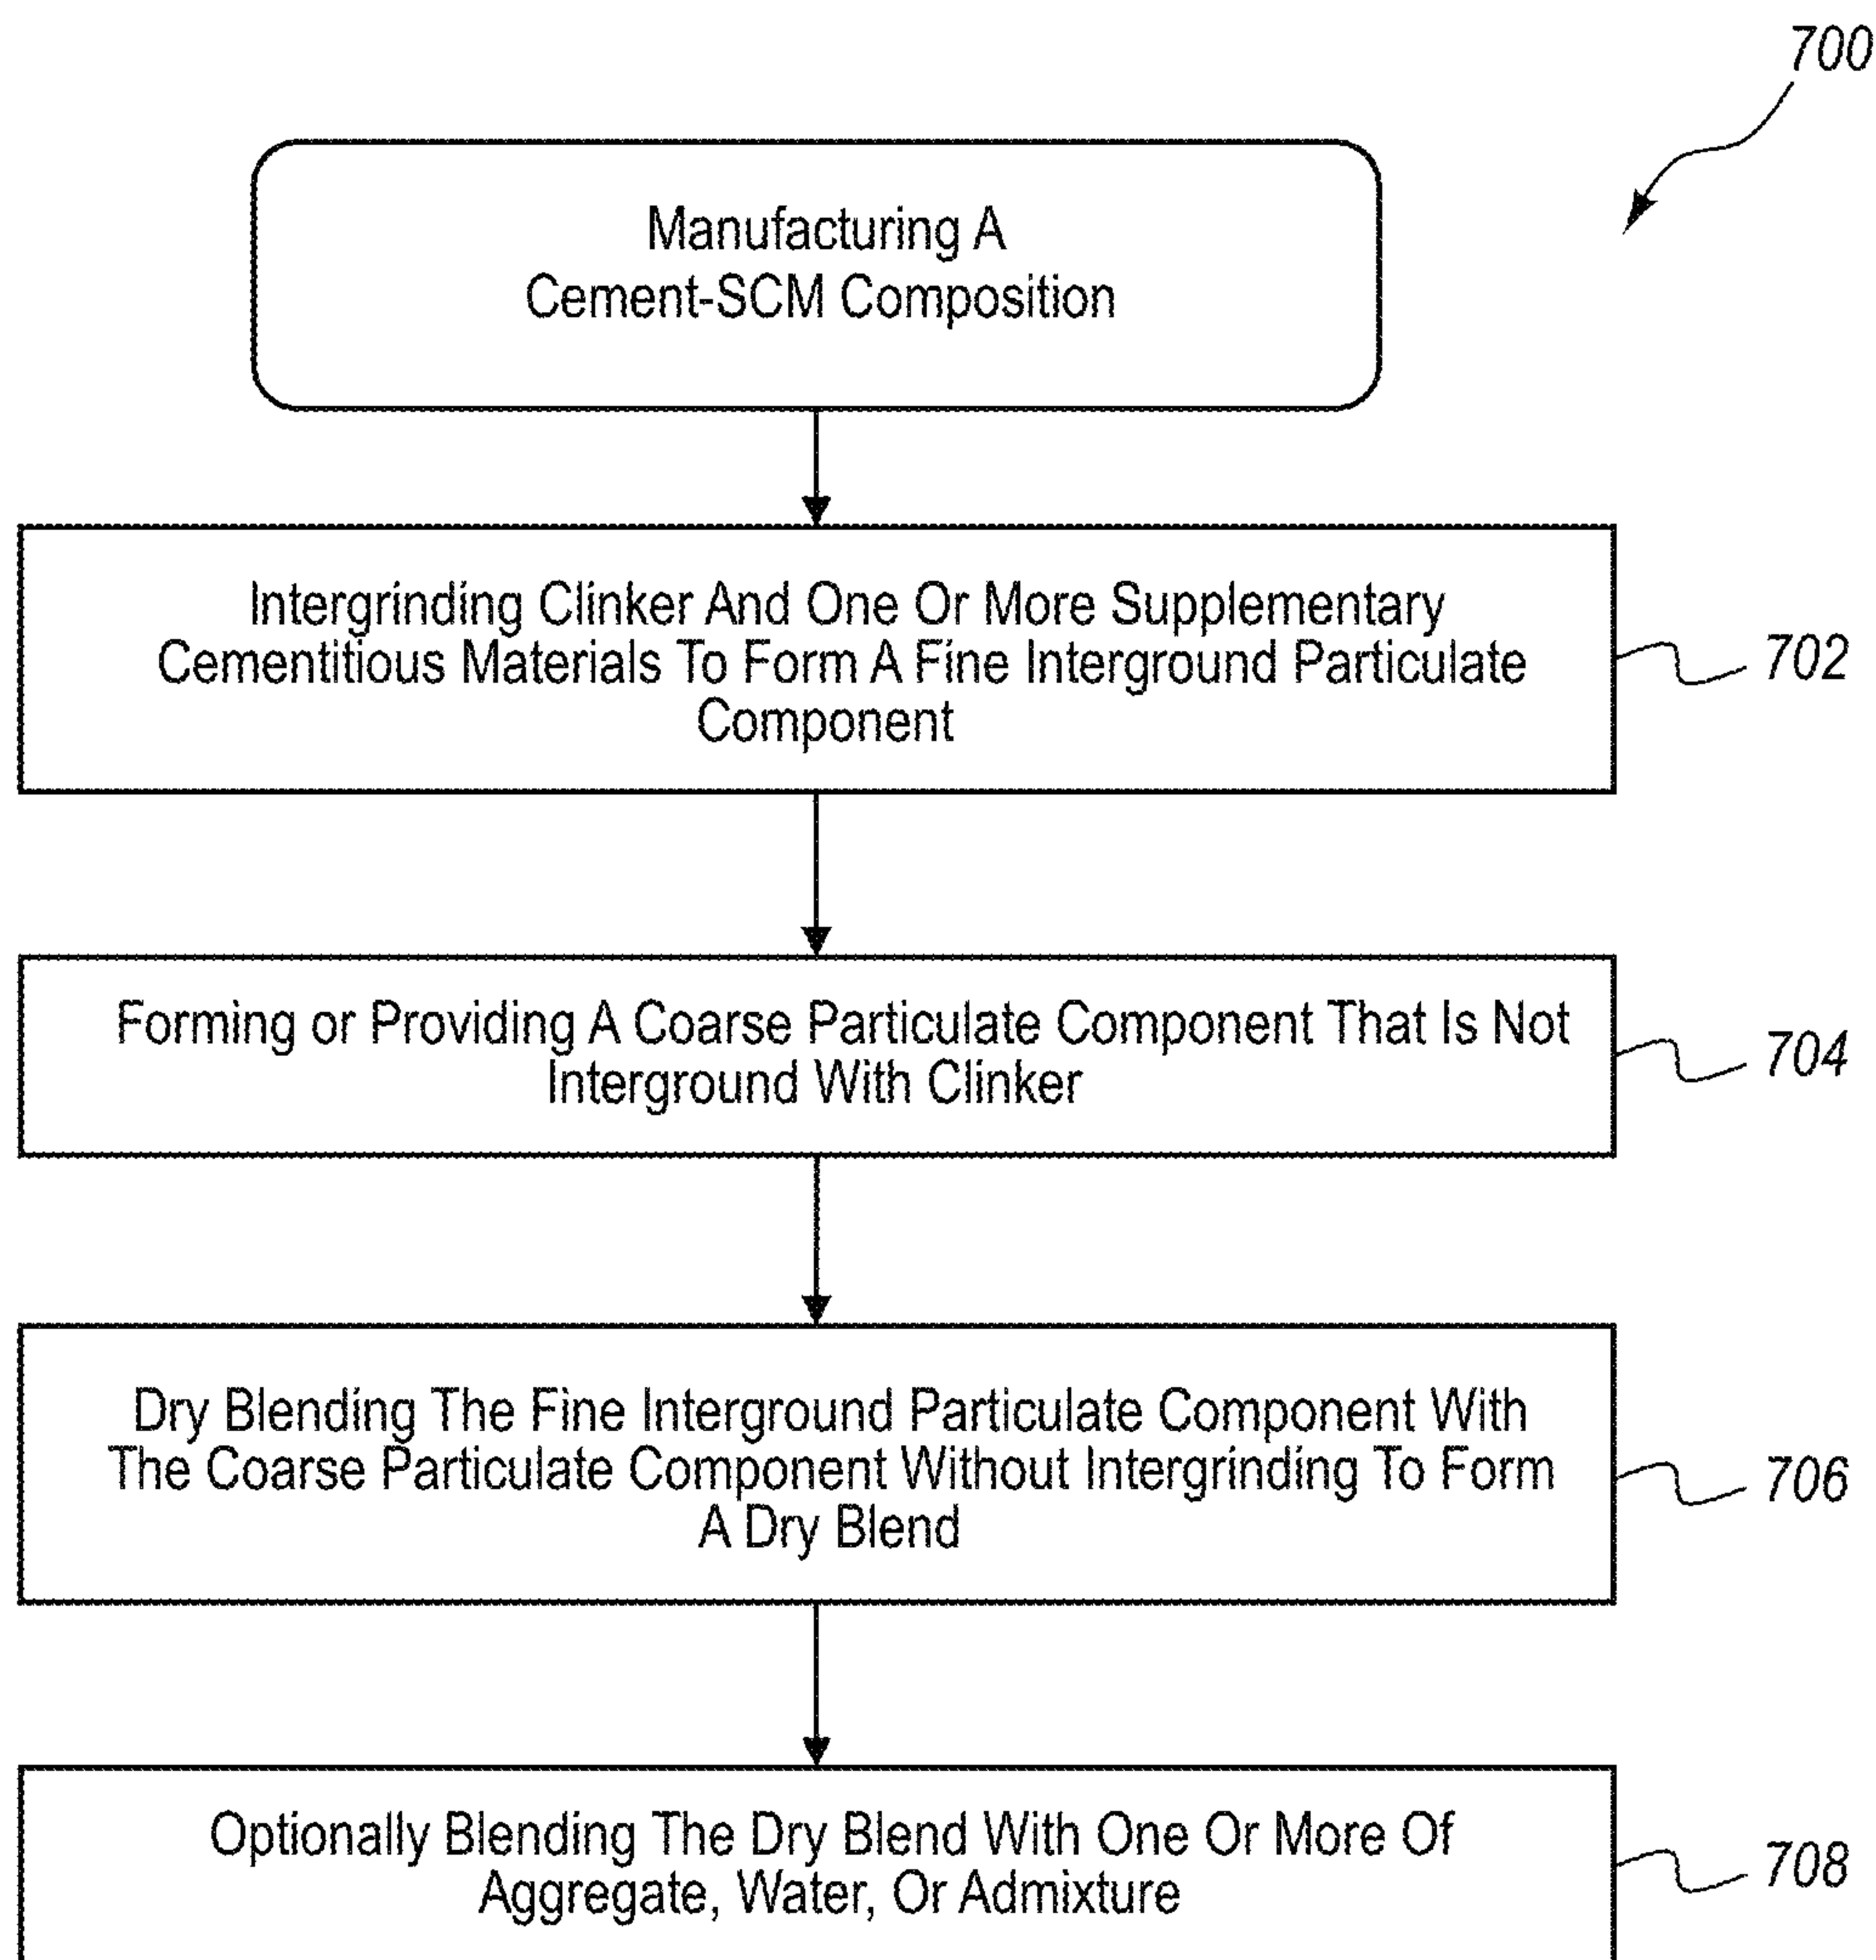 700
Manufacturing A
Cement-SCM Composition
Intergrinding Clinker And One Or More Supplementary
Cementitious Materials To Form A Fine Interground Particulate
Component
702
Forming or Providing A Coarse Particulate Component That Is Not
Interground With Clinker
704
Dry Blending The Fine Interground Particulate Component With
The Coarse Particulate Component Without Intergrinding To Form
A Dry Blend
706
Optionally Blending The Dry Blend With One Or More Of
Aggregate, Water, Or Admixture
708